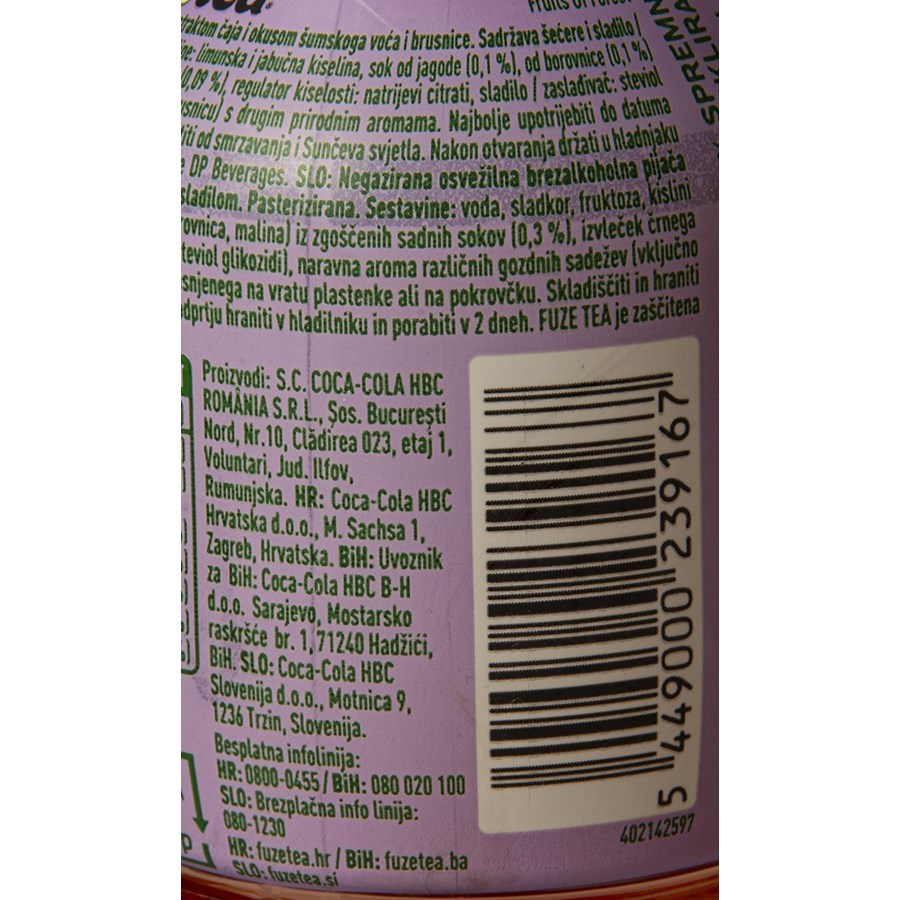 Fruits of Forest
čaja i okusom šumskoga voća i brusnice. Sadržava šećere i sladilo /
limunska i jabučna kiselina, sok od jagode (0,1 %), od borovnice (0,1 %)
(0,09 %), regulator kiselosti: natrijevi citrati, sladilo / zaslađivač: steviol
s drugim prirodnim aromama. Najbolje upotrijebiti do datuma
od smrzavanja i Sunčeva svjetla. Nakon otvaranja držati u hladnjaku
DP Beverages. SLO: Negazirana osvežilna brezalkoholna pijača
sladilom. Pasterizirana. Sestavine: voda, sladkor, fruktoza, kislini
malina) iz zgoščenih sadnih sokov (0,3 %), izvleček črnega
glikozidi), naravna aroma različnih gozdnih sadežev (vključno
na vratu plastenke ali na pokrovčku. Skladiščiti in hraniti
hraniti v hladilniku in porabiti v 2 dneh. FUZE TEA je zaščitena
Proizvodi: S.C. COCA-COLA HBC
ROMÂNIA S.R.L., Șos. București
Nord, Nr.10, Clădirea 023, etaj 1,
Voluntari, Jud. Ilfov,
Rumunjska. HR: Coca-Cola HBC
Hrvatska d.o.o., M. Sachsa 1,
Zagreb, Hrvatska. BiH: Uvoznik
za BiH: Coca-Cola HBC B-H
d.o.o. Sarajevo, Mostarsko
raskršće br. 1, 71240 Hadžići,
BiH. SLO: Coca-Cola HBC
Slovenija d.o.o., Motnica 9,
1236 Trzin, Slovenija.
Besplatna infolinija:
HR: 0800-0455 / BiH: 080 020 100
SLO: Brezplačna info linija:
080-1230
HR: fuzetea.hr / BiH: fuzetea.ba
SLO: fuzetea.si
5 449000 239167
402142597